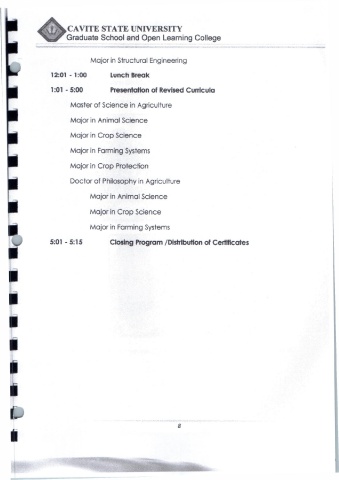 CAVITE STATE UNIVERSITY
Graduate School and Open Learning College
Major in Structural Engineering
12:01 - 1:00 Lunch Break
1:01 - 5:00 Presentation of Revised Curricula
Master of Science in Agriculture
Major in Animal Science
Major in Crop Science
Major in Farming Systems
Major in Crop Protection
Doctor of Philosophy in Agriculture
Major in Animal Science
Major in Crop Science
Major in Farming Systems
5:01 - 5:15 Closing Program /Distribution of Certificates